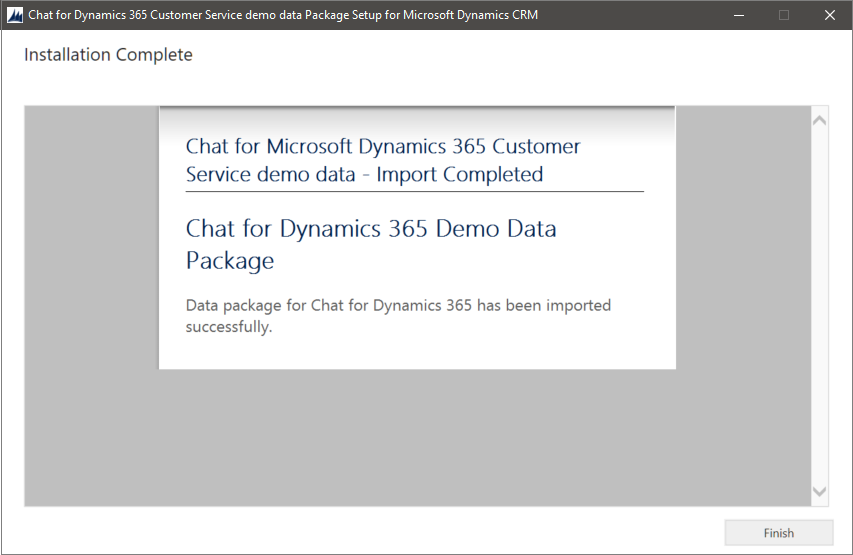 Chat for Dynamics 365 Customer Service demo data Package Setup for Microsoft Dynamics CRM
Installation Complete
Chat for Microsoft Dynamics 365 Customer
Service demo data - Import Completed
Chat for Dynamics 365 Demo Data
Package
Data package for Chat for Dynamics 365 has been imported
successfully.
Finish